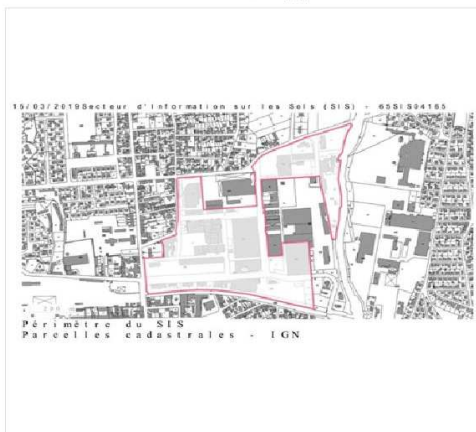 15/03/2019Secteur d'Information sur les Sols (SIS) - 65SIS04185
Périmètre du SIS
Parcelles cadastrales - IGN